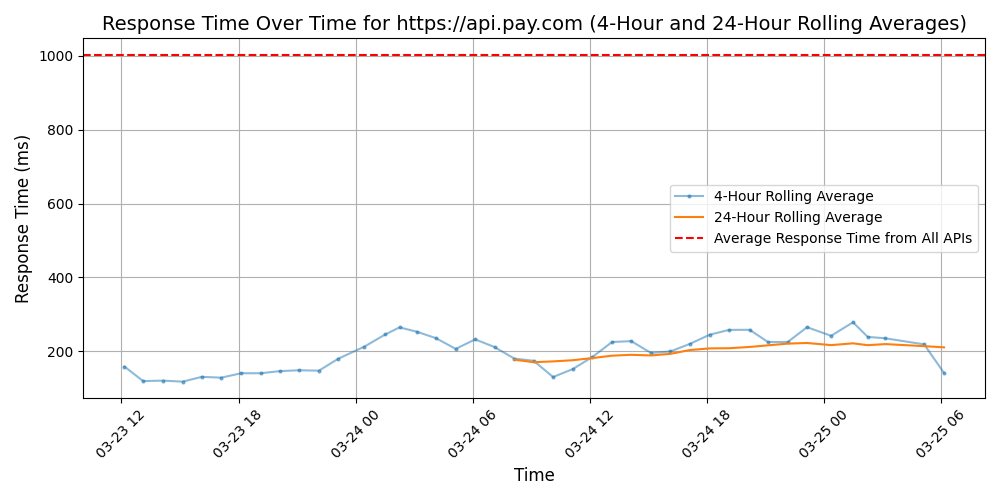 Response Time Over Time for https://api.pay.com (4-Hour and 24-Hour Rolling Averages)
Response Time (ms)
1000
800
600
400
200
4-Hour Rolling Average
24-Hour Rolling Average
Average Response Time from All APIs
03-23 12
03-23 18
03-24 00
03-24 06
03-24 12
03-24 18
03-25 00
03-25 06
Time